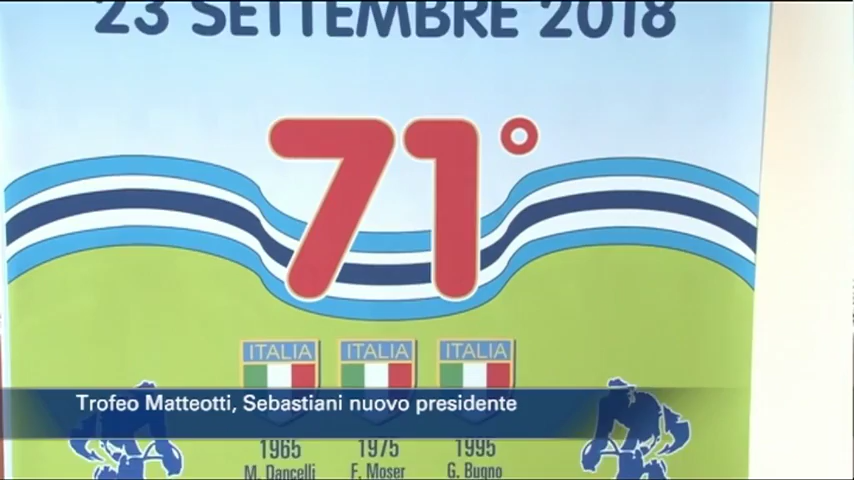 23 SETTEMBRE 2018
71°
ITALIA ITALIA ITALIA
Trofeo Matteotti, Sebastiani nuovo presidente
1965 1975 1995
M. Dancelli F. Moser G. Bugno